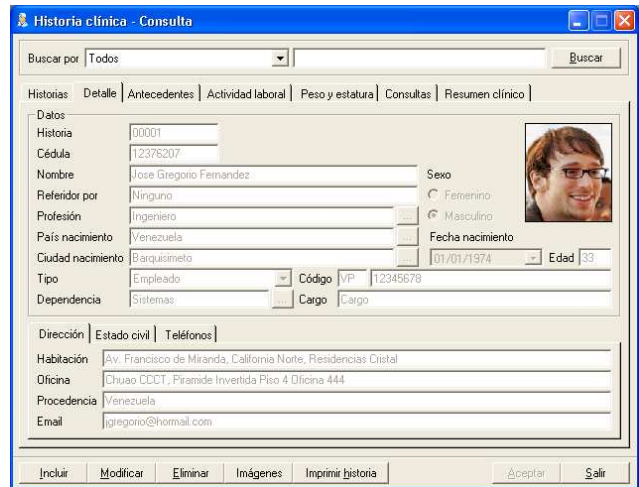 Historia clínica - Consulta
Buscar por Todos Buscar
Historias Detalle Antecedentes Actividad laboral Peso y estatura Consultas Resumen clínico
Datos
Historia 00001
Cédula 12376207
Nombre Jose Gregorio Fernandez Sexo
Referidor por Ninguno Femenino
Profesión Ingeniero ... Masculino
País nacimiento Venezuela ... Fecha nacimiento
Ciudad nacimiento Barquisimeto ... 01/01/1974 Edad 33
Tipo Empleado Código VP 12345678
Dependencia Sistemas ... Cargo Cargo
Dirección Estado civil Teléfonos
Habitación Av. Francisco de Miranda, California Norte, Residencias Cristal
Oficina Chuao CCCT, Piramide Invertida Piso 4 Oficina 444
Procedencia Venezuela
Email jgregorio@hormail.com
Incluir Modificar Eliminar Imágenes Imprimir historia Aceptar Salir